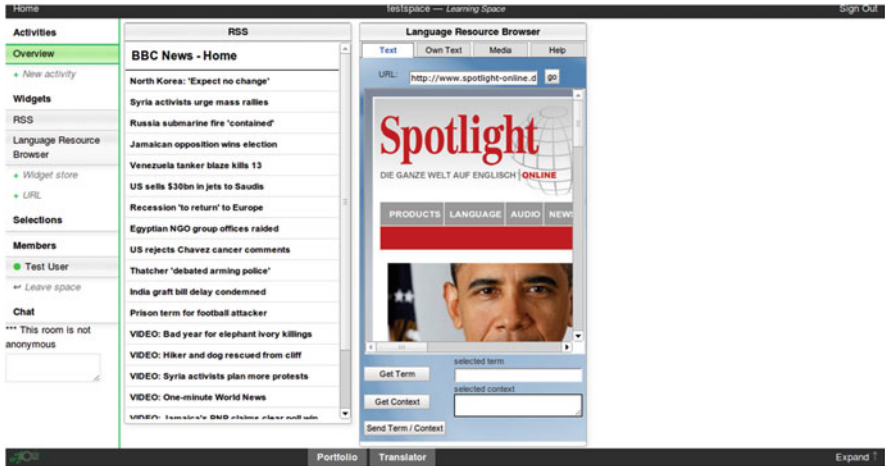 Home
testspace — Learning Space
Sign Out
Activities
Overview
+ New activity
Widgets
RSS
Language Resource
Browser
+ Widget store
+ URL
Selections
Members
Test User
↩ Leave space
Chat
*** This room is not
anonymous
RSS
BBC News - Home
North Korea: 'Expect no change'
Syria activists urge mass rallies
Russia submarine fire 'contained'
Jamaican opposition wins election
Venezuela tanker blaze kills 13
US sells $30bn in jets to Saudis
Recession 'to return' to Europe
Egyptian NGO group offices raided
US rejects Chavez cancer comments
Thatcher 'debated arming police'
India graft bill delay condemned
Prison term for football attacker
VIDEO: Bad year for elephant ivory killings
VIDEO: Hiker and dog rescued from cliff
VIDEO: Syria activists plan more protests
VIDEO: One-minute World News
VIDEO: Jamaica's PNP claims clear poll win
Language Resource Browser
Text Own Text Media Help
URL: http://www.spotlight-online.d go
Spotlight
DIE GANZE WELT AUF ENGLISCH | ONLINE
PRODUCTS LANGUAGE AUDIO NEWS
Get Term
selected term
Get Context
selected context
Send Term / Context
Portfolio Translator
Expand ↑